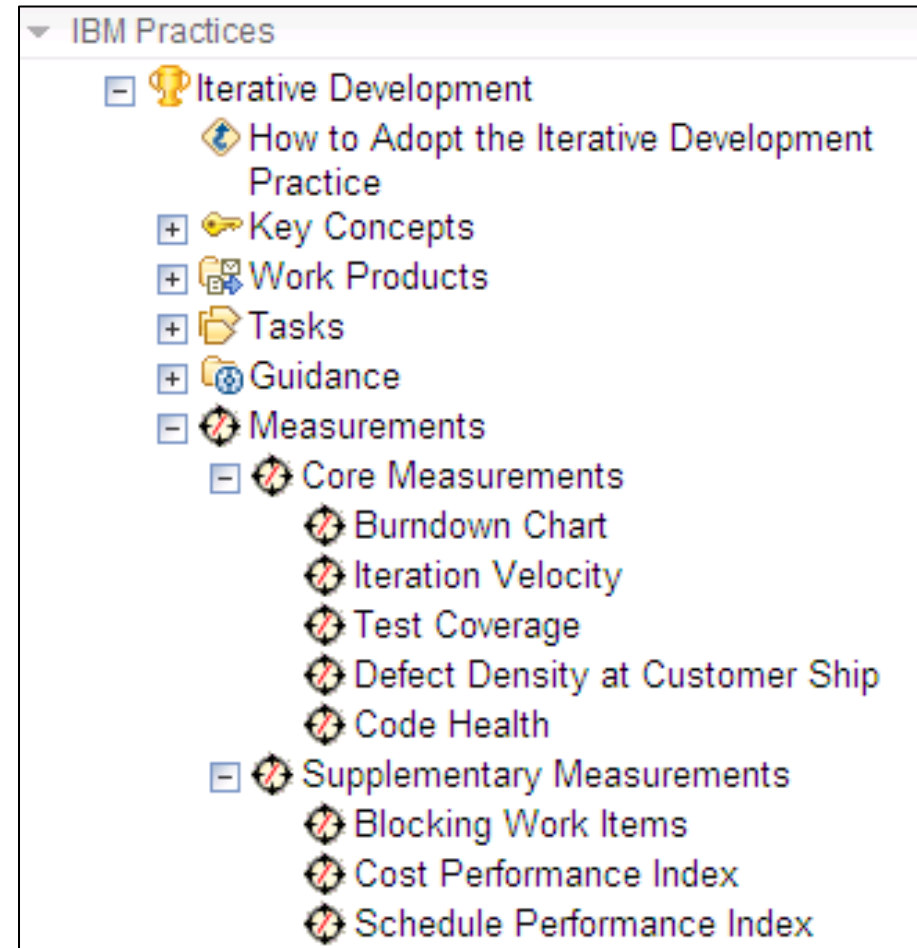 IBM Practices
Iterative Development
How to Adopt the Iterative Development
Practice
Key Concepts
Work Products
Tasks
Guidance
Measurements
Core Measurements
Burndown Chart
Iteration Velocity
Test Coverage
Defect Density at Customer Ship
Code Health
Supplementary Measurements
Blocking Work Items
Cost Performance Index
Schedule Performance Index